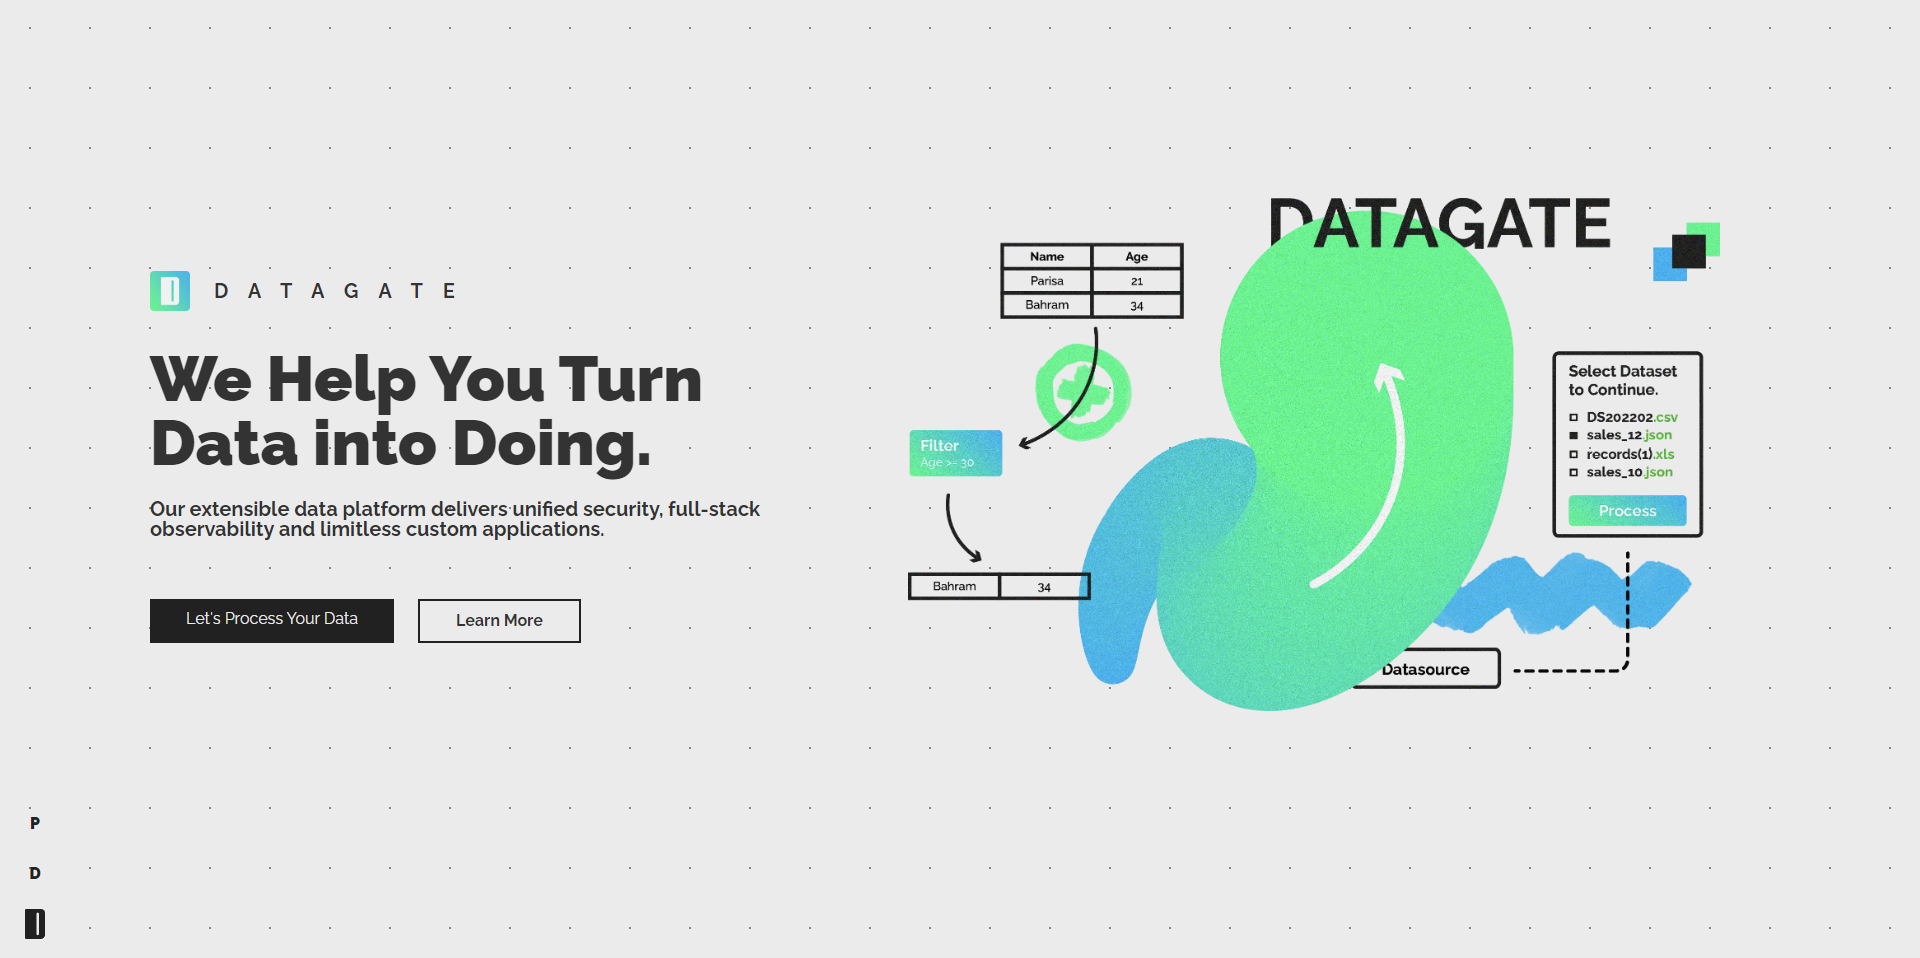 DATAGATE
We Help You Turn
Data into Doing.
Our extensible data platform delivers unified security, full-stack
observability and limitless custom applications.
Let's Process Your Data
Learn More
DATAGATE
Name Age
Parisa 21
Bahram 34
Filter
Age >= 30
Bahram 34
Select Dataset
to Continue.
DS202202.csv
sales_12.json
records(1).xls
sales_10.json
Process
Datasource
P
D